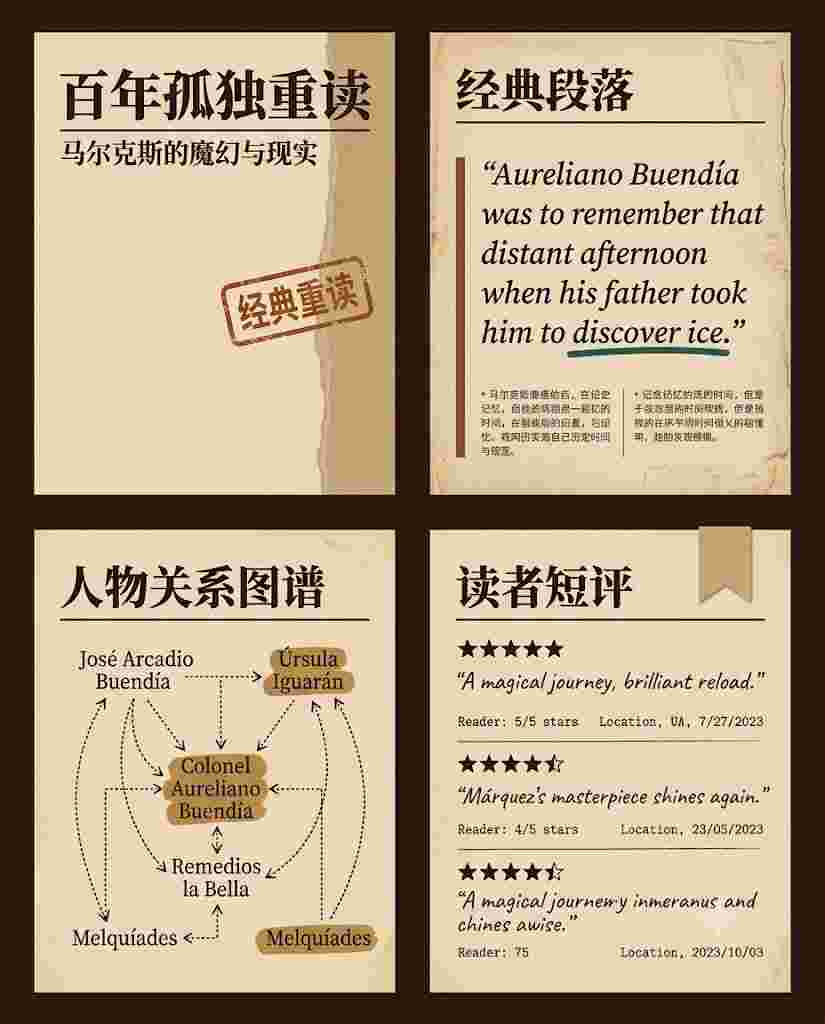 百年孤独重读
马尔克斯的魔幻与现实
经典重读
经典段落
“Aureliano Buendía
was to remember that
distant afternoon
when his father took
him to discover ice.”
人物关系图谱
José Arcadio
Buendía
Úrsula
Iguarán
Colonel
Aureliano
Buendía
Remedios
la Bella
Melquíades
Melquíades
读者短评
★★★★★
“A magical journey, brilliant reload.”
Reader: 5/5 stars Location, UA, 7/27/2023
“Márquez's masterpiece shines again.”
Reader: 4/5 stars Location, 23/05/2023
“A magical journewy inmeranus and
chines awise.”
Reader: 75 Location, 2023/10/03